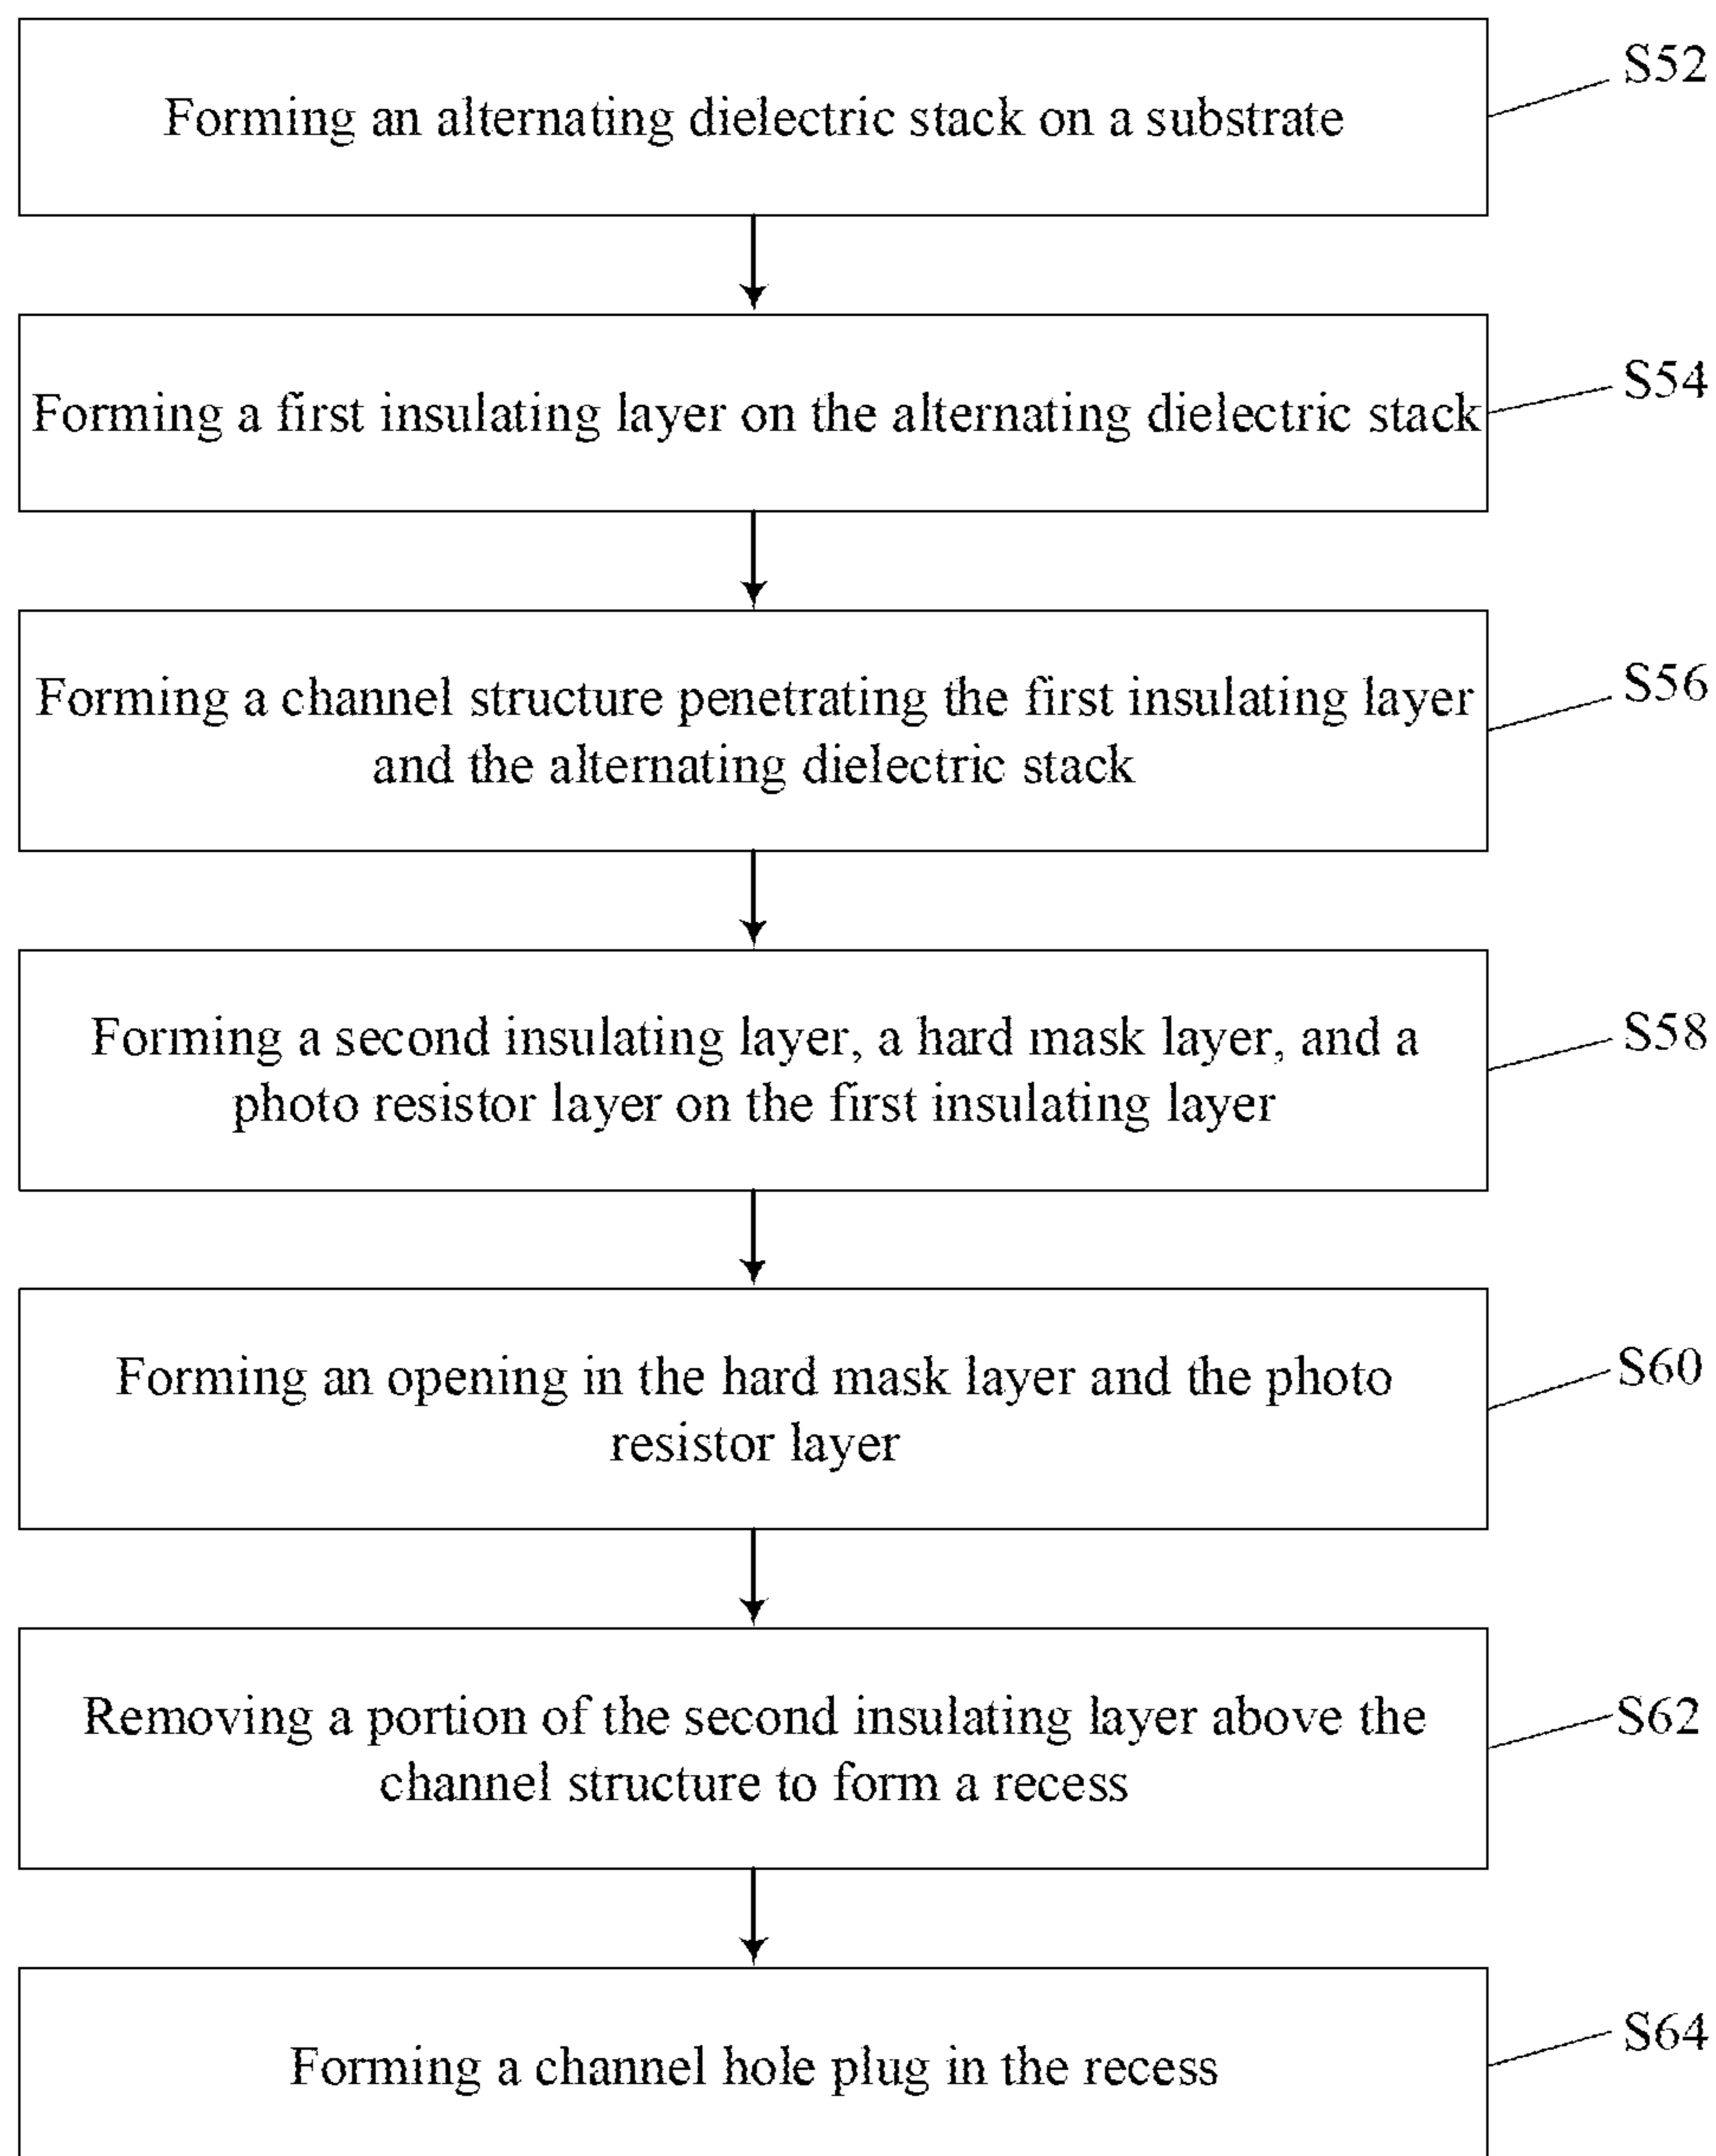 Forming an alternating dielectric stack on a substrate
S52
Forming a first insulating layer on the alternating dielectric stack
S54
Forming a channel structure penetrating the first insulating layer
and the alternating dielectric stack
S56
Forming a second insulating layer, a hard mask layer, and a
photo resistor layer on the first insulating layer
S58
Forming an opening in the hard mask layer and the photo
resistor layer
S60
Removing a portion of the second insulating layer above the
channel structure to form a recess
S62
Forming a channel hole plug in the recess
S64